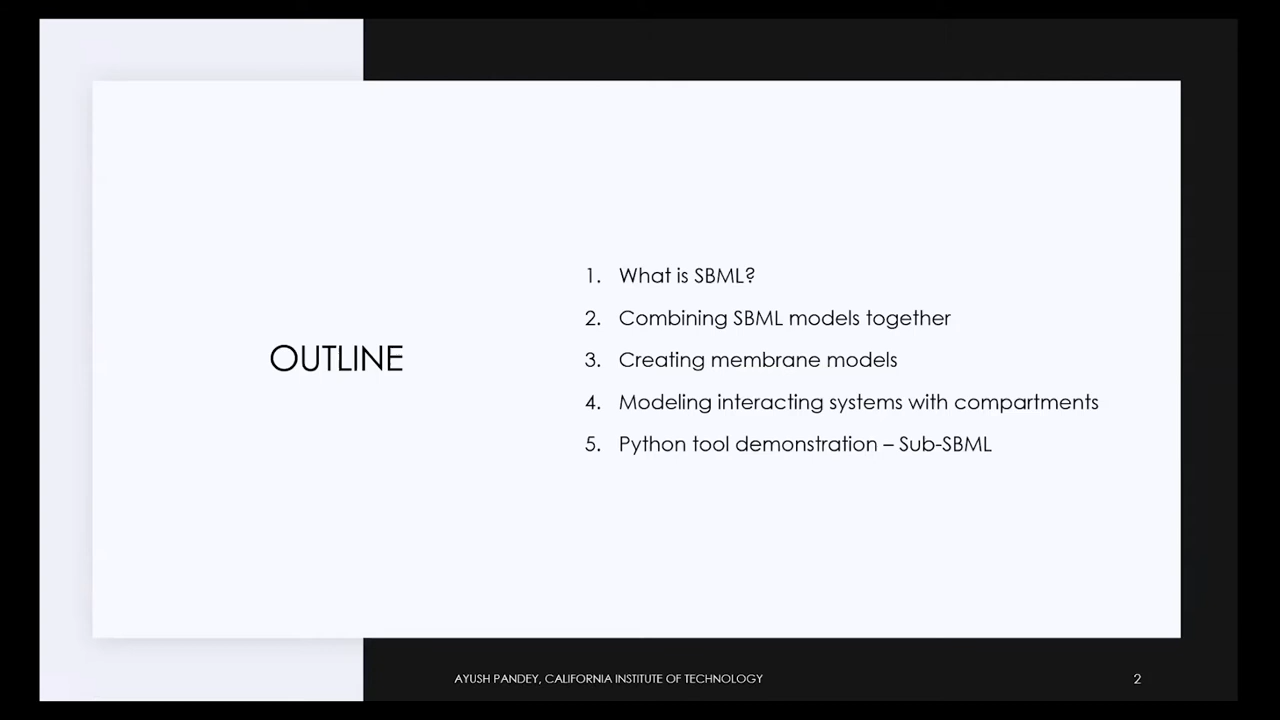 OUTLINE
1. What is SBML?
2. Combining SBML models together
3. Creating membrane models
4. Modeling interacting systems with compartments
5. Python tool demonstration – Sub-SBML
AYUSH PANDEY, CALIFORNIA INSTITUTE OF TECHNOLOGY
2